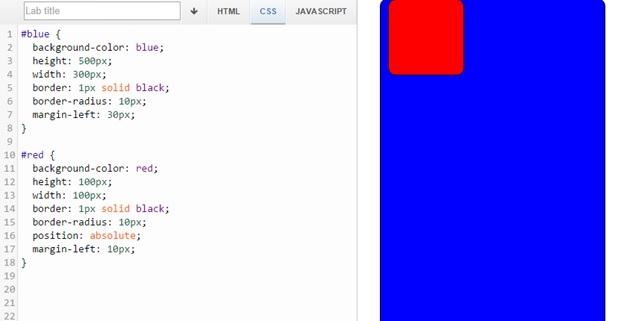 Lab title HTML CSS JAVASCRIPT
1 #blue {
2 background-color: blue;
3 height: 500px;
4 width: 300px;
5 border: 1px solid black;
6 border-radius: 10px;
7 margin-left: 30px;
8 }
9
10 #red {
11 background-color: red;
12 height: 100px;
13 width: 100px;
14 border: 1px solid black;
15 border-radius: 10px;
16 position: absolute;
17 margin-left: 10px;
18 }
19
20
21
22